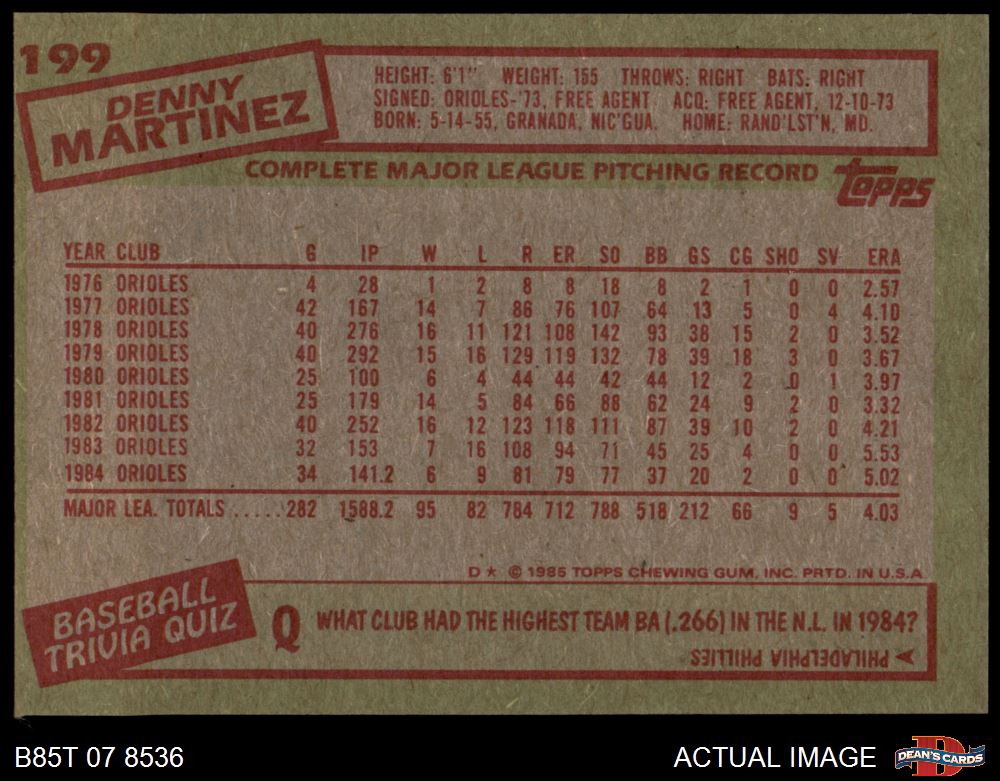 199
DENNY
MARTINEZ
HEIGHT: 6'1" WEIGHT: 155 THROWS: RIGHT BATS: RIGHT
SIGNED: ORIOLES-'73, FREE AGENT ACQ: FREE AGENT, 12-10-73
BORN: 5-14-55, GRANADA, NIC'GUA. HOME: RAND'LST'N, MD.
COMPLETE MAJOR LEAGUE PITCHING RECORD
TOPPS
YEAR CLUB G IP W L R ER SO BB GS CG SHO SV ERA
1976 ORIOLES 4 28 1 2 8 8 18 8 2 1 0 0 2.57
1977 ORIOLES 42 167 14 7 86 76 107 64 13 5 0 4 4.10
1978 ORIOLES 40 276 16 11 121 108 142 93 38 15 2 0 3.52
1979 ORIOLES 40 292 15 16 129 119 132 78 39 18 3 0 3.67
1980 ORIOLES 25 100 6 4 44 44 42 44 12 2 0 1 3.97
1981 ORIOLES 25 179 14 5 84 66 88 62 24 9 2 0 3.32
1982 ORIOLES 40 252 16 12 123 118 111 87 39 10 2 0 4.21
1983 ORIOLES 32 153 7 16 108 94 71 45 25 4 0 0 5.53
1984 ORIOLES 34 141.2 6 9 81 79 77 37 20 2 0 0 5.02
MAJOR LEA. TOTALS.....282 1588.2 95 82 784 712 788 518 212 66 9 5 4.03
D★ © 1985 TOPPS CHEWING GUM, INC. PRTD. IN U.S.A.
BASEBALL
TRIVIA QUIZ
Q WHAT CLUB HAD THE HIGHEST TEAM BA (.266) IN THE N.L. IN 1984?
PHILADELPHIA PHILLIES
B85T 07 8536
ACTUAL IMAGE
DEAN'S CARDS